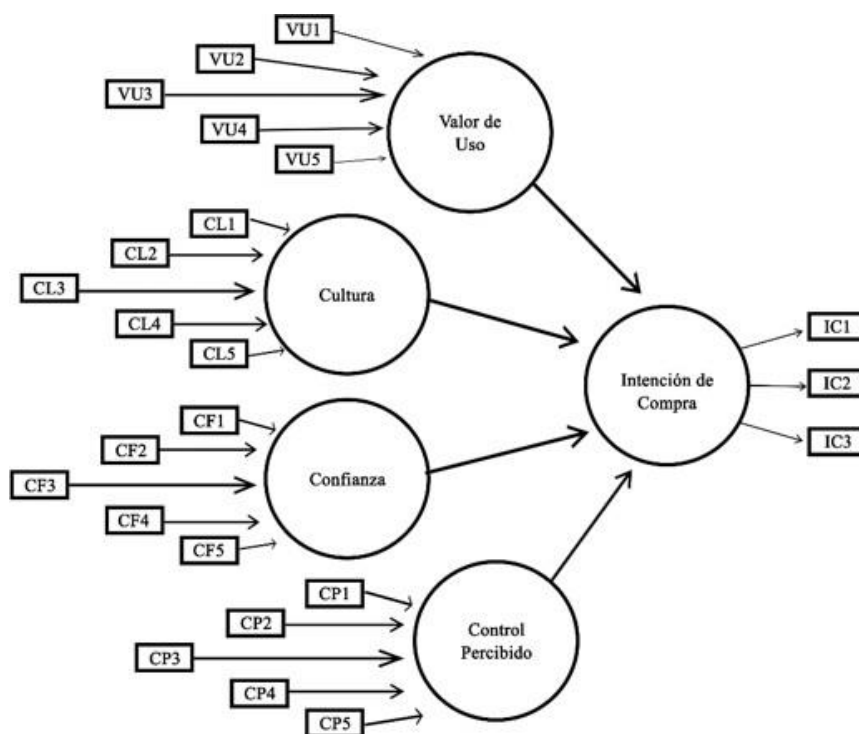 VU1
VU2
VU3
VU4
VU5
Valor de
Uso
CL1
CL2
CL3
CL4
CL5
Cultura
CF1
CF2
CF3
CF4
CF5
Confianza
CP1
CP2
CP3
CP4
CP5
Control
Percibido
Intención de
Compra
IC1
IC2
IC3